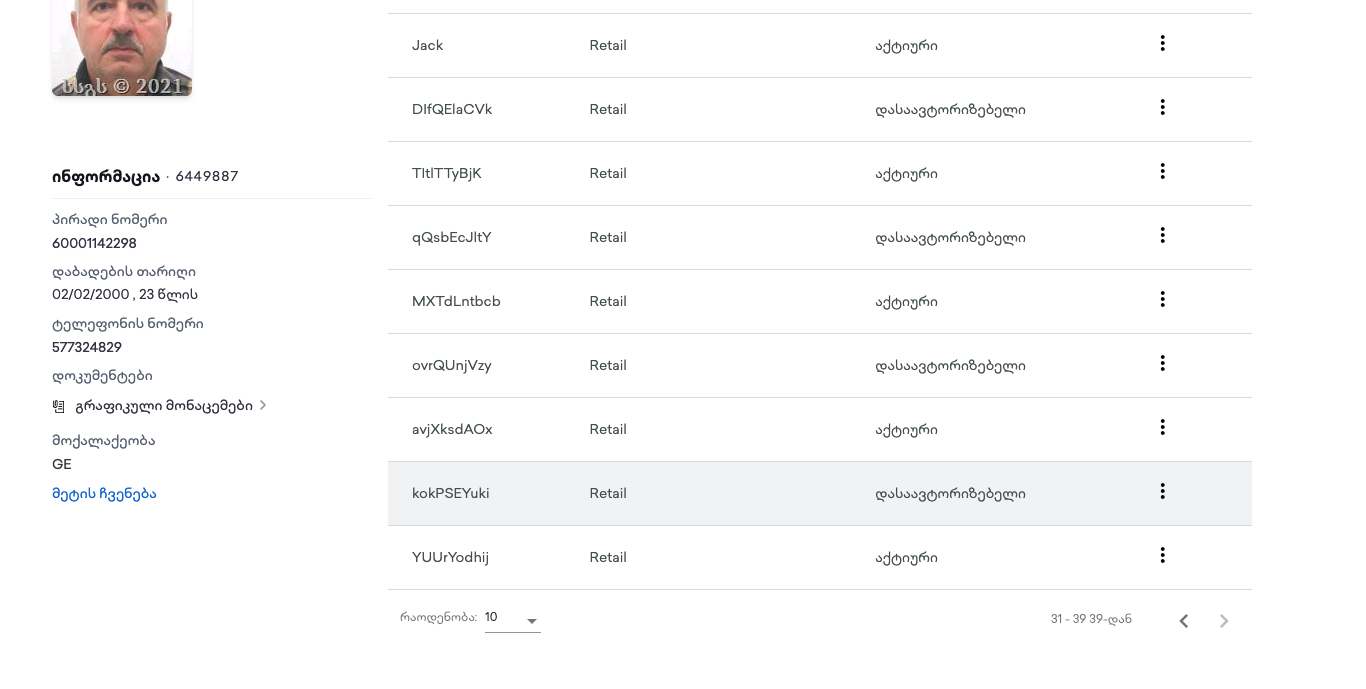 სსგს © 2021
ინფორმაცია · 6449887
პირადი ნომერი
60001142298
დაბადების თარიღი
02/02/2000 , 23 წლის
ტელეფონის ნომერი
577324829
დოკუმენტები
გრაფიკული მონაცემები
მოქალაქეობა
GE
მეტის ჩვენება
Jack Retail აქტიური
DIfQElaCVk Retail დასაავტორიზებელი
TItlTTyBjK Retail აქტიური
qQsbEcJltY Retail დასაავტორიზებელი
MXTdLntbcb Retail აქტიური
ovrQUnjVzy Retail დასაავტორიზებელი
avjXksdAOx Retail აქტიური
kokPSEYuki Retail დასაავტორიზებელი
YUUrYodhij Retail აქტიური
რაოდენობა: 10
31 - 39 39-დან